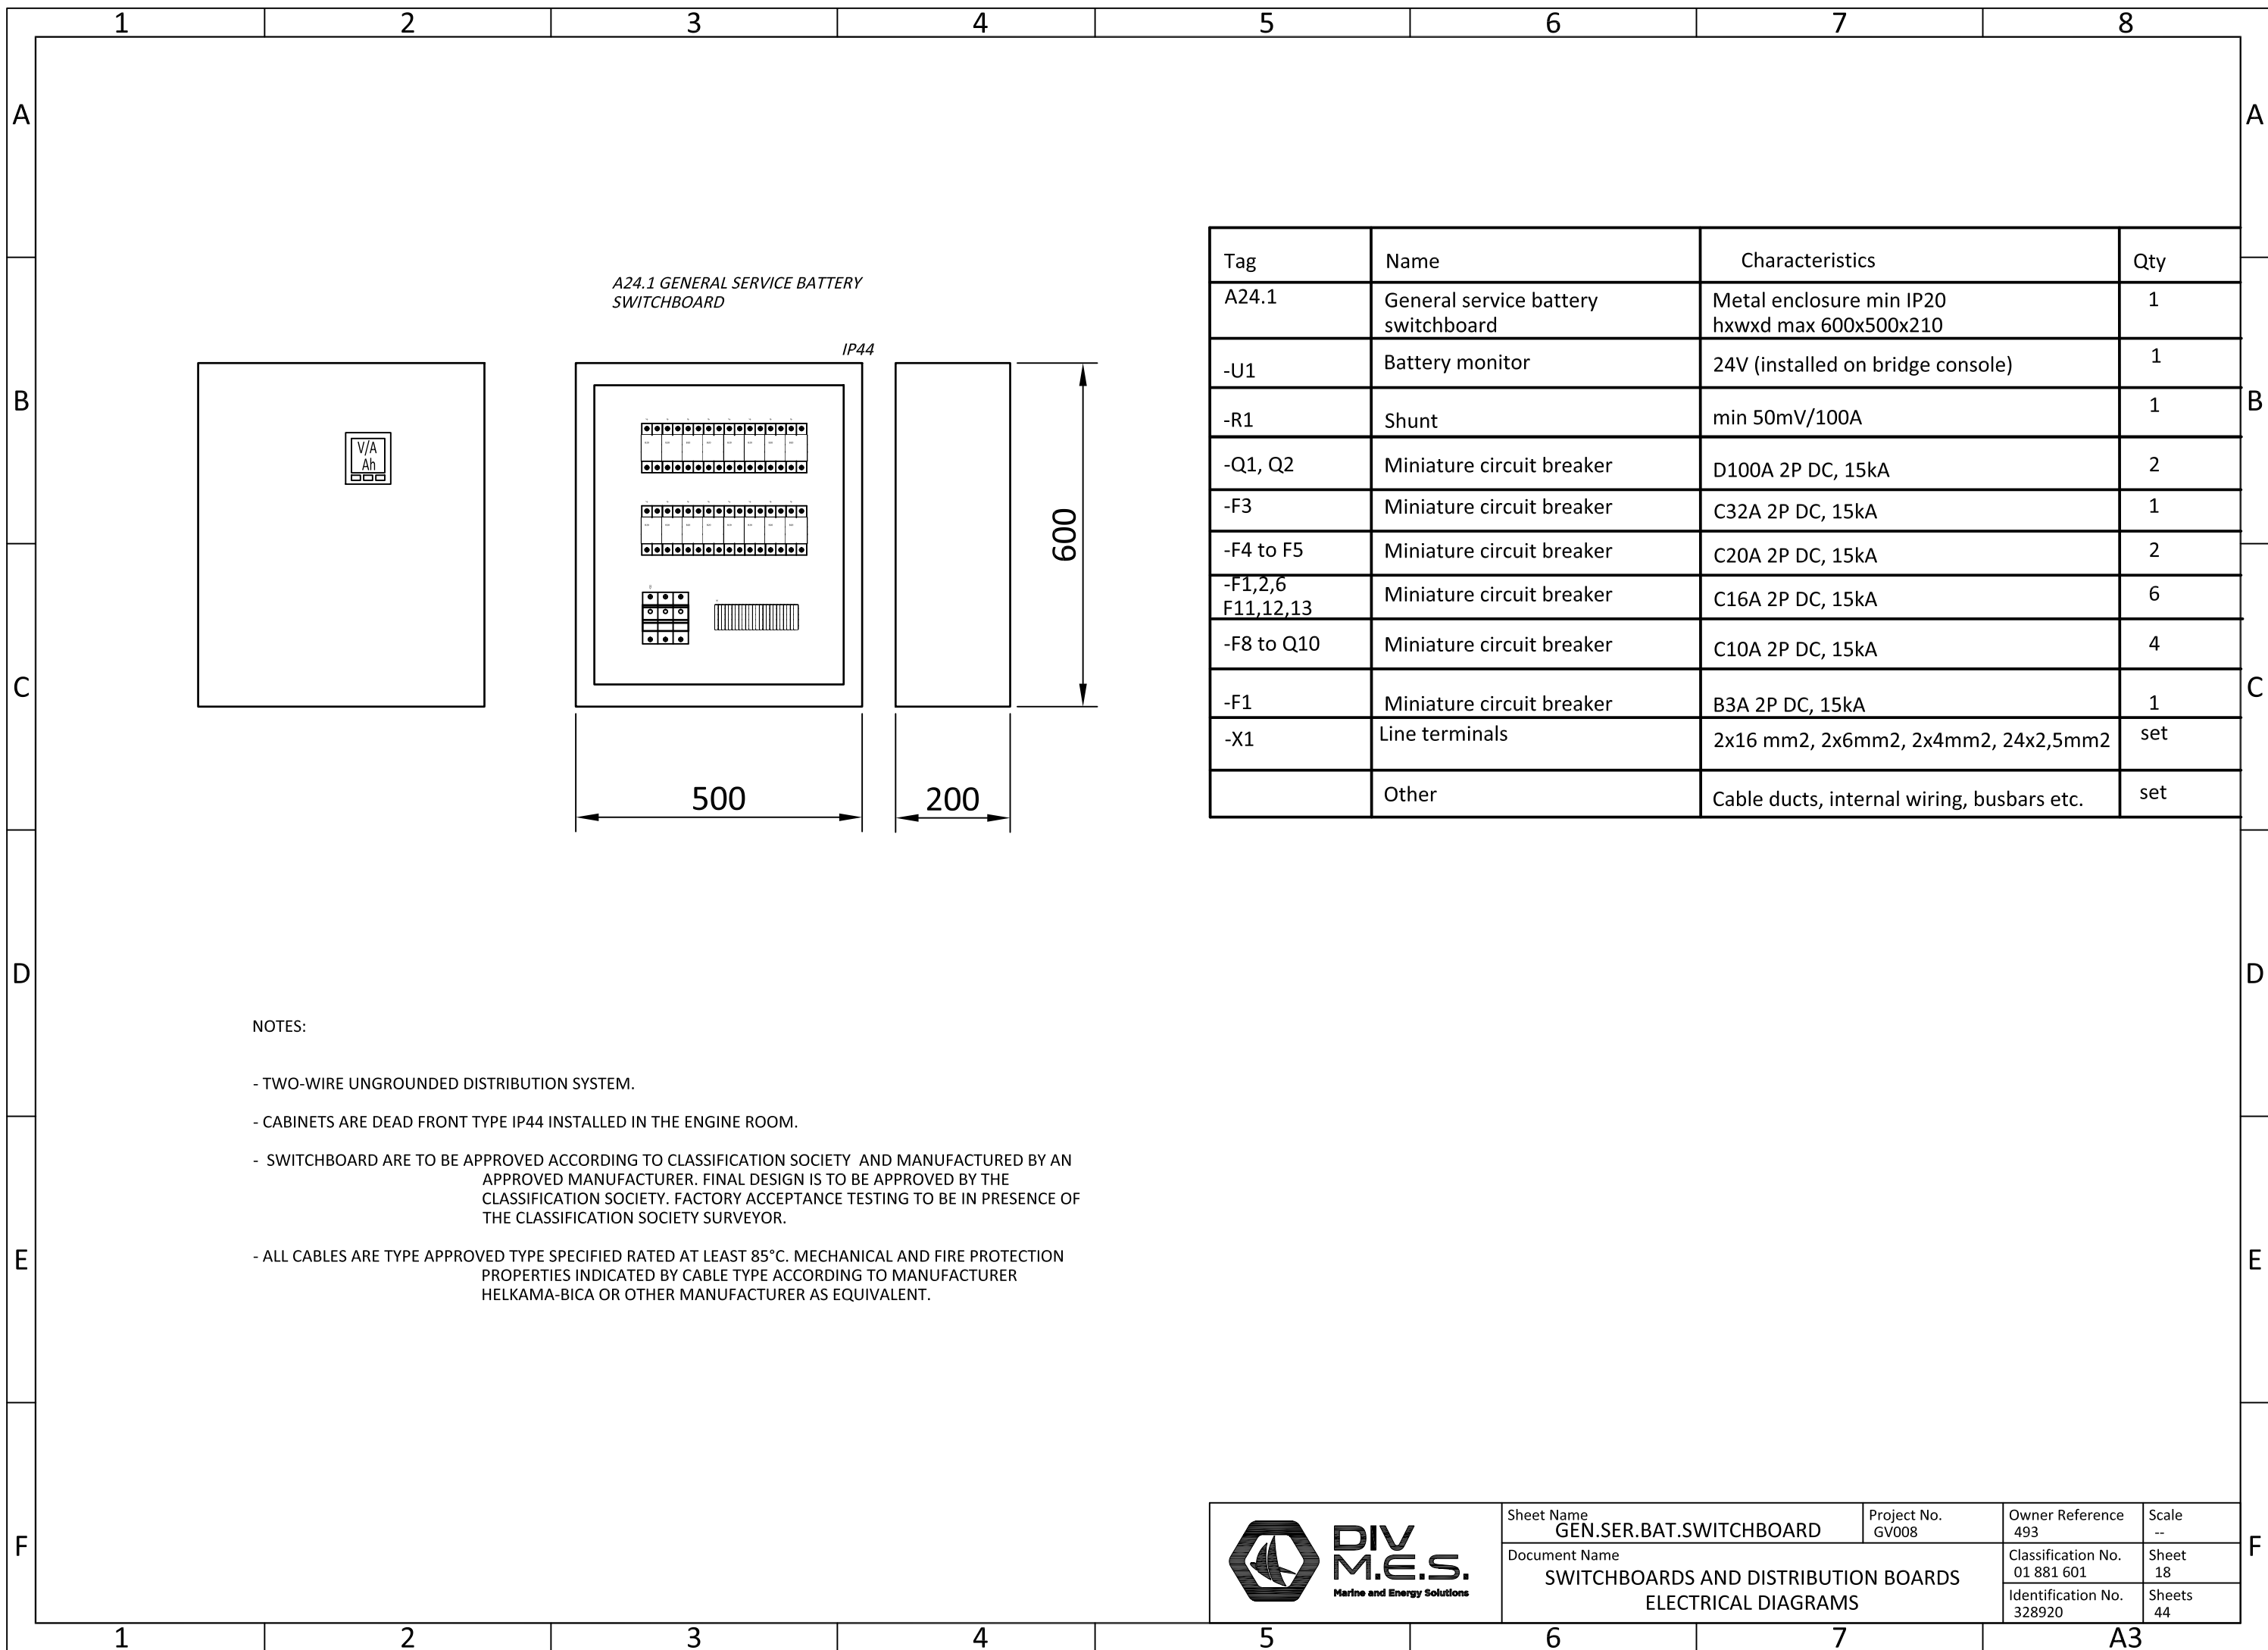 1 2 3 4 5 6 7 8
A A
B B
C C
D D
E E
F F
A24.1 GENERAL SERVICE BATTERY
SWITCHBOARD
IP44
V/A
Ah
600
500
200
Tag Name Characteristics Qty
A24.1 General service battery switchboard Metal enclosure min IP20 hxwxd max 600x500x210 1
-U1 Battery monitor 24V (installed on bridge console) 1
-R1 Shunt min 50mV/100A 1
-Q1, Q2 Miniature circuit breaker D100A 2P DC, 15kA 2
-F3 Miniature circuit breaker C32A 2P DC, 15kA 1
-F4 to F5 Miniature circuit breaker C20A 2P DC, 15kA 2
-F1,2,6 F11,12,13 Miniature circuit breaker C16A 2P DC, 15kA 6
-F8 to Q10 Miniature circuit breaker C10A 2P DC, 15kA 4
-F1 Miniature circuit breaker B3A 2P DC, 15kA 1
-X1 Line terminals 2x16 mm2, 2x6mm2, 2x4mm2, 24x2,5mm2 set
Other Cable ducts, internal wiring, busbars etc. set
NOTES:
- TWO-WIRE UNGROUNDED DISTRIBUTION SYSTEM.
- CABINETS ARE DEAD FRONT TYPE IP44 INSTALLED IN THE ENGINE ROOM.
- SWITCHBOARD ARE TO BE APPROVED ACCORDING TO CLASSIFICATION SOCIETY AND MANUFACTURED BY AN
APPROVED MANUFACTURER. FINAL DESIGN IS TO BE APPROVED BY THE
CLASSIFICATION SOCIETY. FACTORY ACCEPTANCE TESTING TO BE IN PRESENCE OF
THE CLASSIFICATION SOCIETY SURVEYOR.
- ALL CABLES ARE TYPE APPROVED TYPE SPECIFIED RATED AT LEAST 85°C. MECHANICAL AND FIRE PROTECTION
PROPERTIES INDICATED BY CABLE TYPE ACCORDING TO MANUFACTURER
HELKAMA-BICA OR OTHER MANUFACTURER AS EQUIVALENT.
DIV
M.E.S.
Marine and Energy Solutions
Sheet Name
GEN.SER.BAT.SWITCHBOARD
Project No.
GV008
Owner Reference
493
Scale
--
Document Name
SWITCHBOARDS AND DISTRIBUTION BOARDS
ELECTRICAL DIAGRAMS
Classification No.
01 881 601
Sheet
18
Identification No.
328920
Sheets
44
1 2 3 4 5 6 7 A3